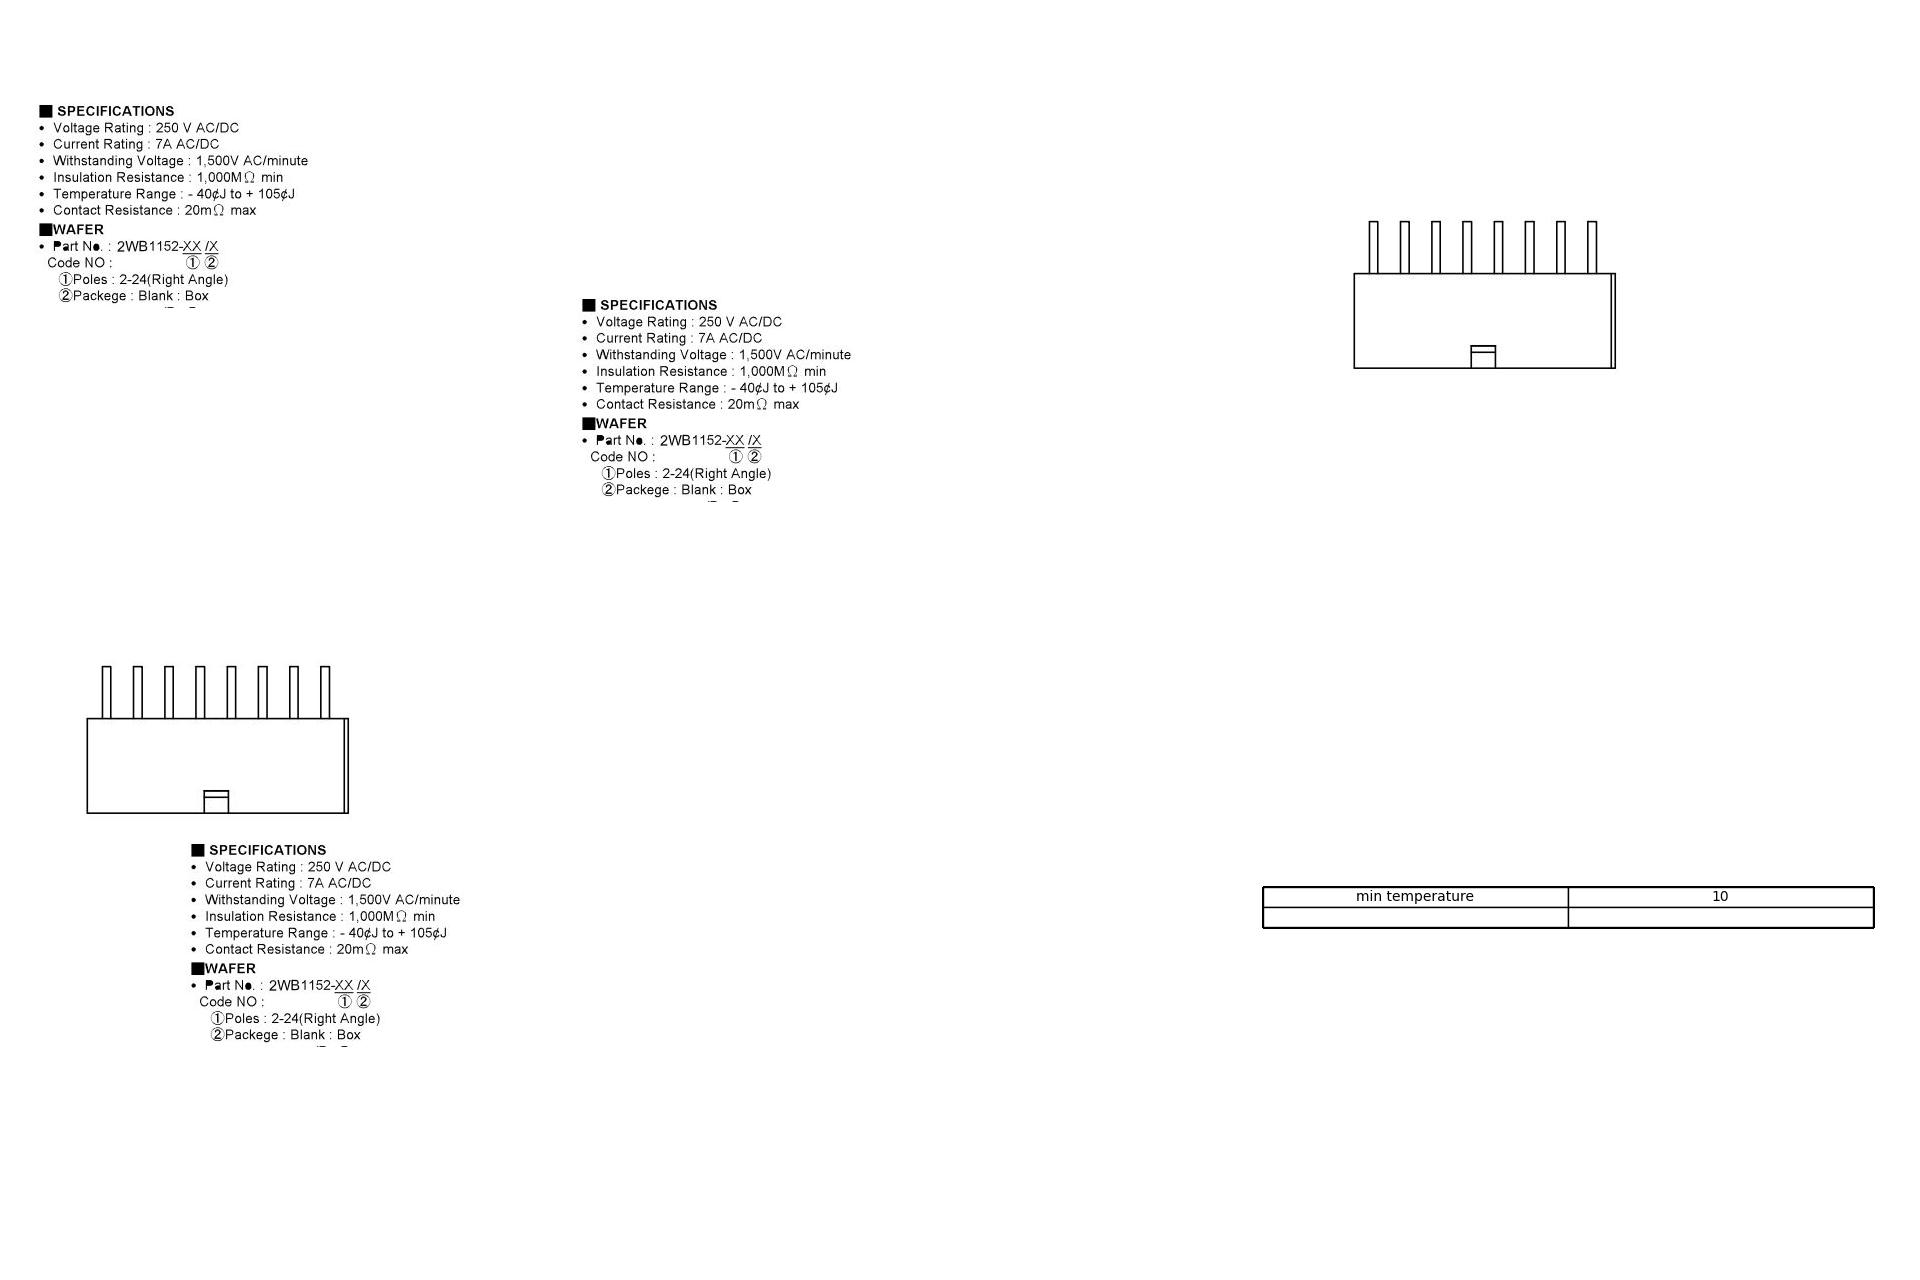 ■ SPECIFICATIONS
• Voltage Rating : 250 V AC/DC
• Current Rating : 7A AC/DC
• Withstanding Voltage : 1,500V AC/minute
• Insulation Resistance : 1,000MΩ min
• Temperature Range : - 40¢J to + 105¢J
• Contact Resistance : 20mΩ max
■WAFER
• Part No. : 2WB1152-XX /X
Code NO : ① ②
①Poles : 2-24(Right Angle)
②Packege : Blank : Box
■ SPECIFICATIONS
• Voltage Rating : 250 V AC/DC
• Current Rating : 7A AC/DC
• Withstanding Voltage : 1,500V AC/minute
• Insulation Resistance : 1,000MΩ min
• Temperature Range : - 40¢J to + 105¢J
• Contact Resistance : 20mΩ max
■WAFER
• Part No. : 2WB1152-XX /X
Code NO : ① ②
①Poles : 2-24(Right Angle)
②Packege : Blank : Box
■ SPECIFICATIONS
• Voltage Rating : 250 V AC/DC
• Current Rating : 7A AC/DC
• Withstanding Voltage : 1,500V AC/minute
• Insulation Resistance : 1,000MΩ min
• Temperature Range : - 40¢J to + 105¢J
• Contact Resistance : 20mΩ max
■WAFER
• Part No. : 2WB1152-XX /X
Code NO : ① ②
①Poles : 2-24(Right Angle)
②Packege : Blank : Box
min temperature 10